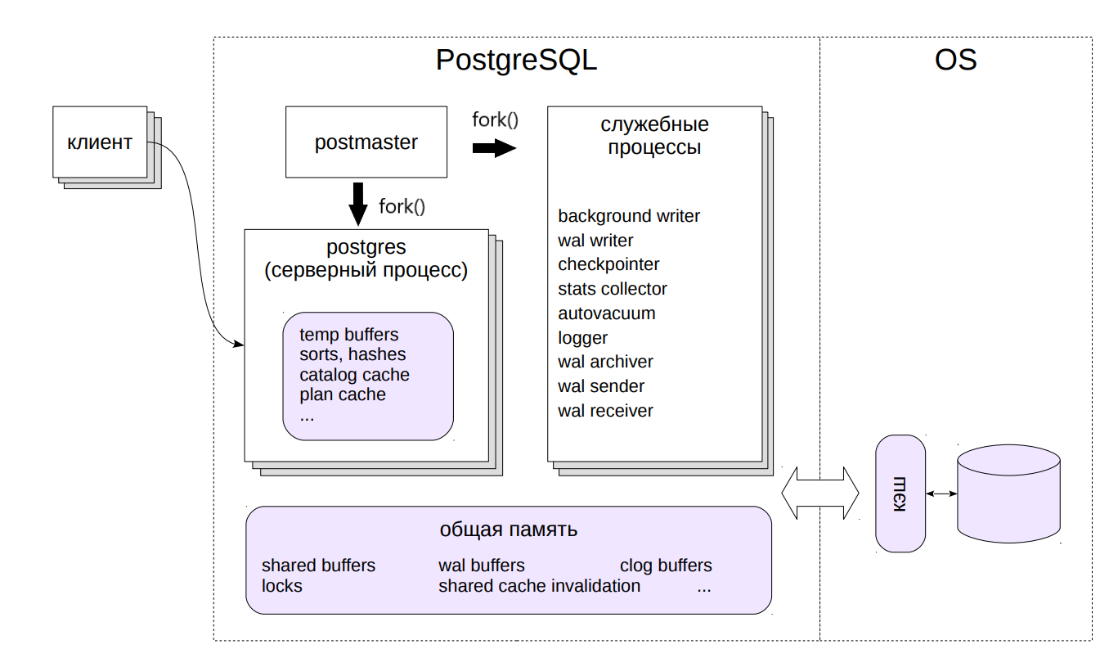 PostgreSQL
OS
клиент
postmaster
fork()
fork()
служебные
процессы
background writer
wal writer
checkpointer
stats collector
autovacuum
logger
wal archiver
wal sender
wal receiver
postgres
(серверный процесс)
temp buffers
sorts, hashes
catalog cache
plan cache
...
кэш
общая память
shared buffers wal buffers clog buffers
locks shared cache invalidation ...